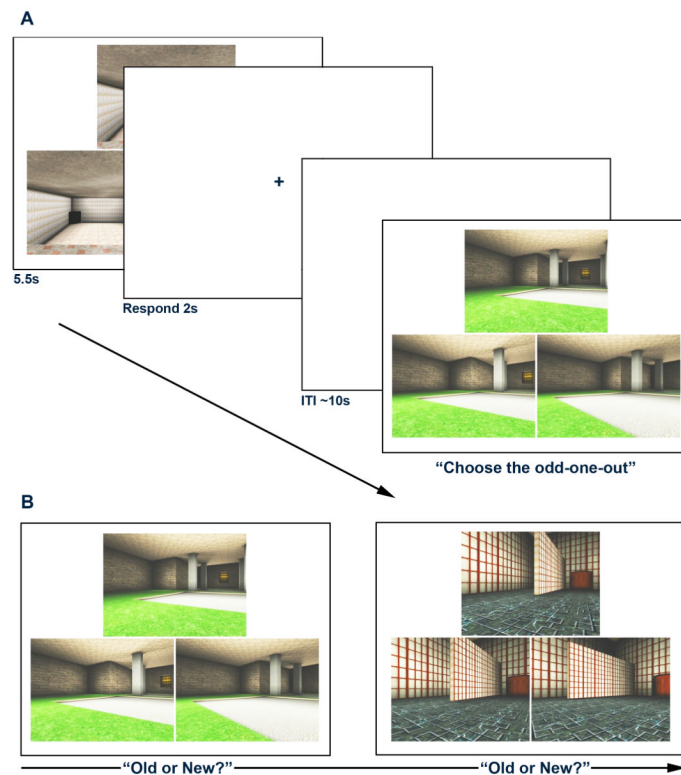 A
5.5s
+
Respond 2s
ITI ~10s
“Choose the odd-one-out”
B
“Old or New?” “Old or New?”